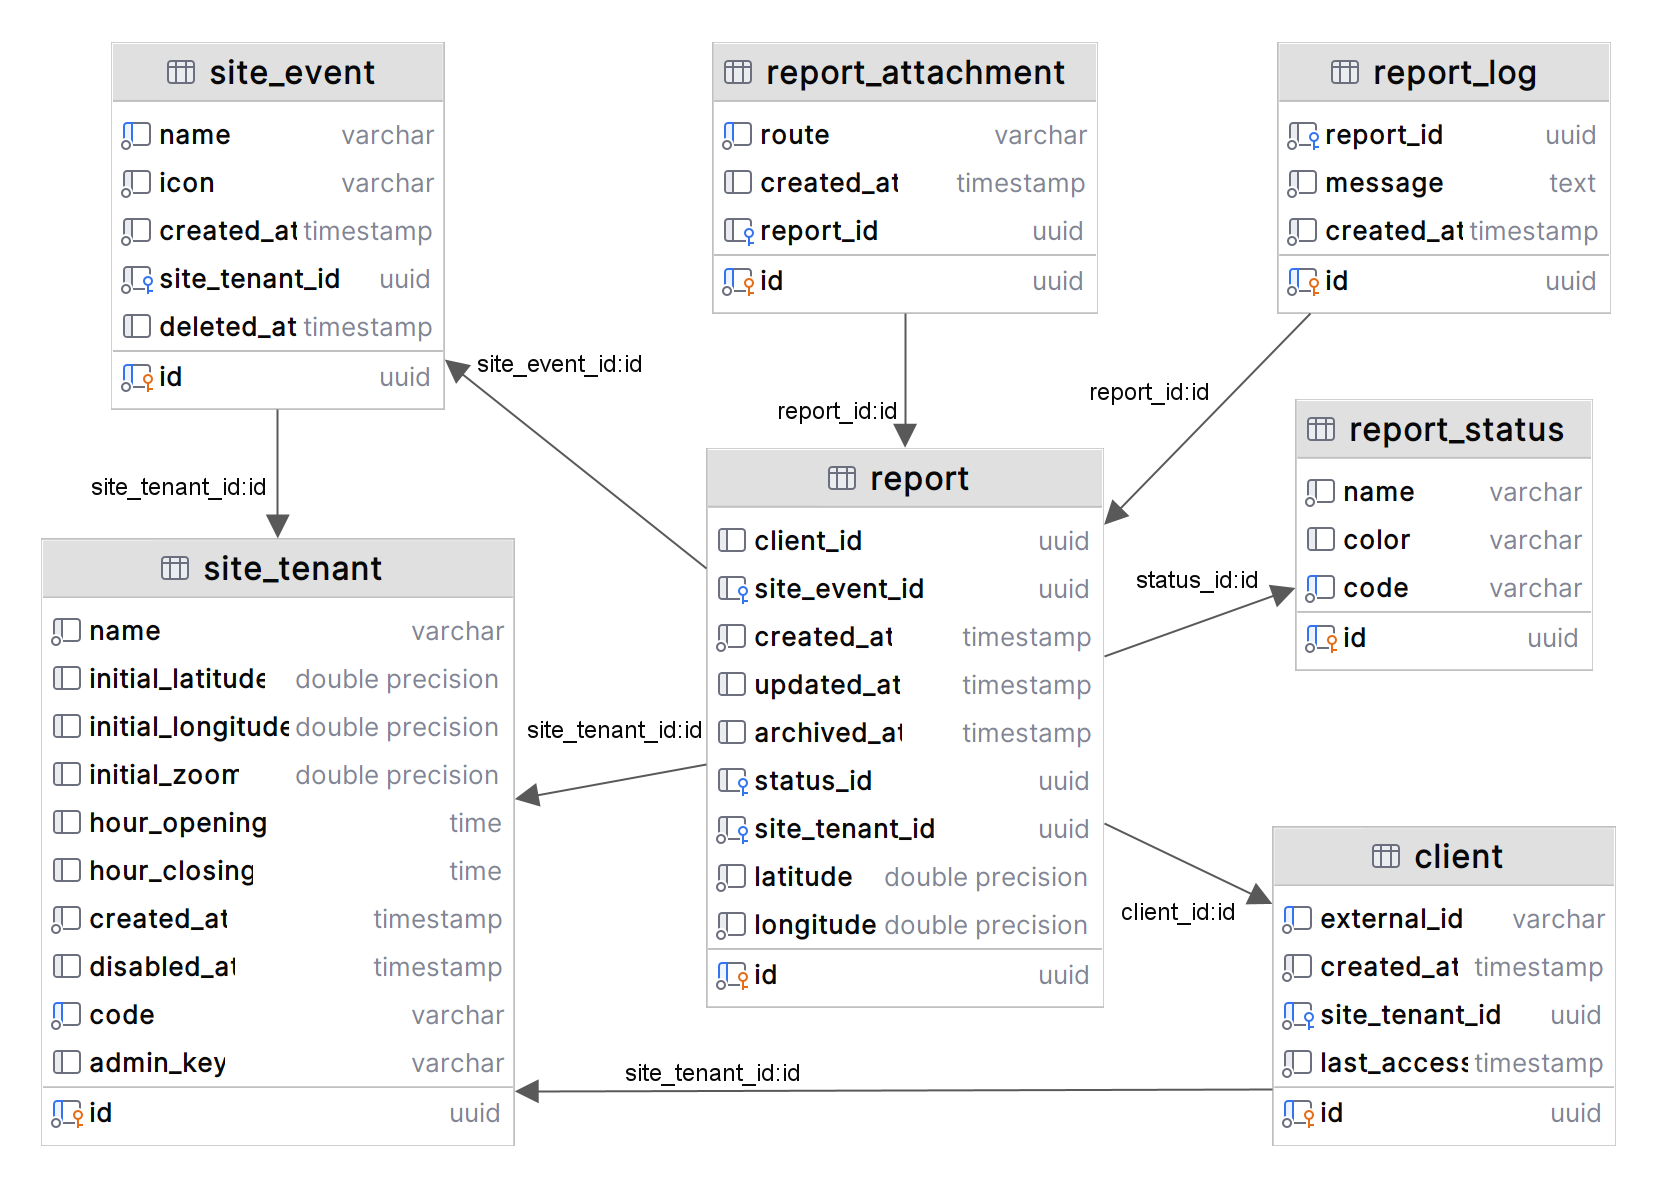 site_event
name varchar
icon varchar
created_at timestamp
site_tenant_id uuid
deleted_at timestamp
id uuid
report_attachment
route varchar
created_at timestamp
report_id uuid
id uuid
report_log
report_id uuid
message text
created_at timestamp
id uuid
site_event_id:id
report_id:id
report_id:id
site_tenant_id:id
report_status
name varchar
color varchar
code varchar
id uuid
report
client_id uuid
site_event_id uuid
created_at timestamp
updated_at timestamp
archived_at timestamp
status_id uuid
site_tenant_id uuid
latitude double precision
longitude double precision
id uuid
status_id:id
site_tenant_id:id
client_id:id
site_tenant
name varchar
initial_latitude double precision
initial_longitude double precision
initial_zoom double precision
hour_opening time
hour_closing time
created_at timestamp
disabled_at timestamp
code varchar
admin_key varchar
id uuid
client
external_id varchar
created_at timestamp
site_tenant_id uuid
last_access timestamp
id uuid
site_tenant_id:id